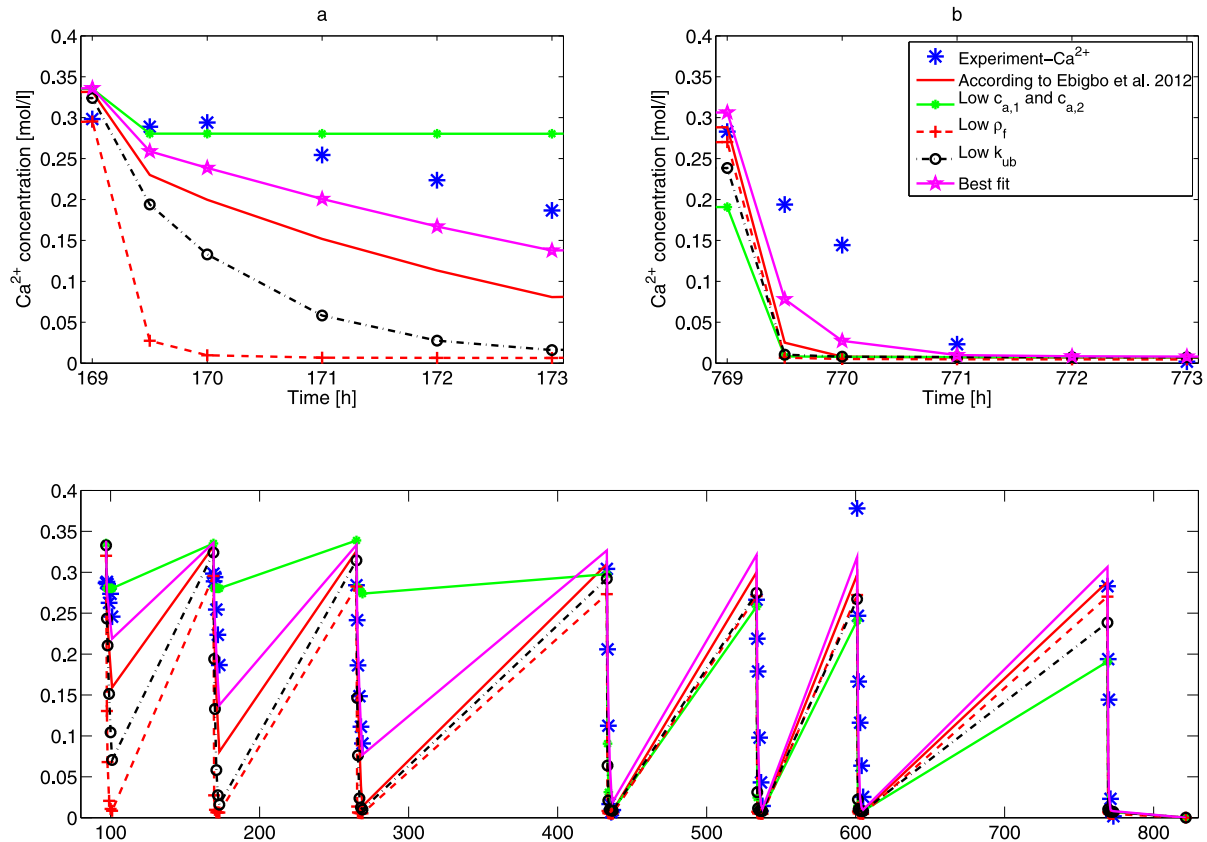 a
0.4
0.35
0.3
0.25
0.2
0.15
0.1
0.05
0
Ca2+ concentration [mol/l]
169 170 171 172 173
Time [h]
b
0.4
0.35
0.3
0.25
0.2
0.15
0.1
0.05
0
Ca2+ concentration [mol/l]
769 770 771 772 773
Time [h]
Experiment−Ca2+
According to Ebigbo et al. 2012
Low ca,1 and ca,2
Low ρf
Low kub
Best fit
0.4
0.35
0.3
0.25
0.2
0.15
0.1
0.05
0
100 200 300 400 500 600 700 800